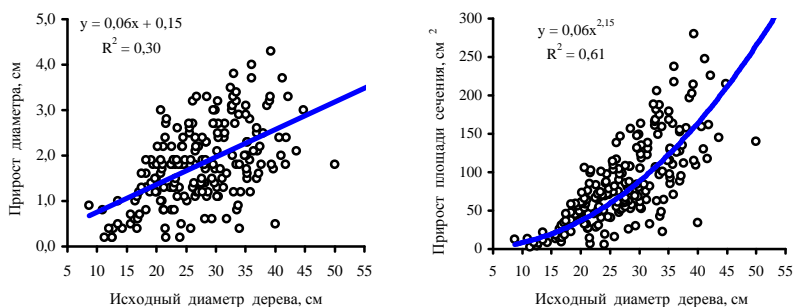 y = 0,06x + 0,15
R² = 0,30
Прирост диаметра, см
5,0
4,0
3,0
2,0
1,0
0,0
5 10 15 20 25 30 35 40 45 50 55
Исходный диаметр дерева, см
y = 0,06x^2,15
R² = 0,61
Прирост площади сечения, см ²
300
250
200
150
100
50
0
5 10 15 20 25 30 35 40 45 50 55
Исходный диаметр дерева, см